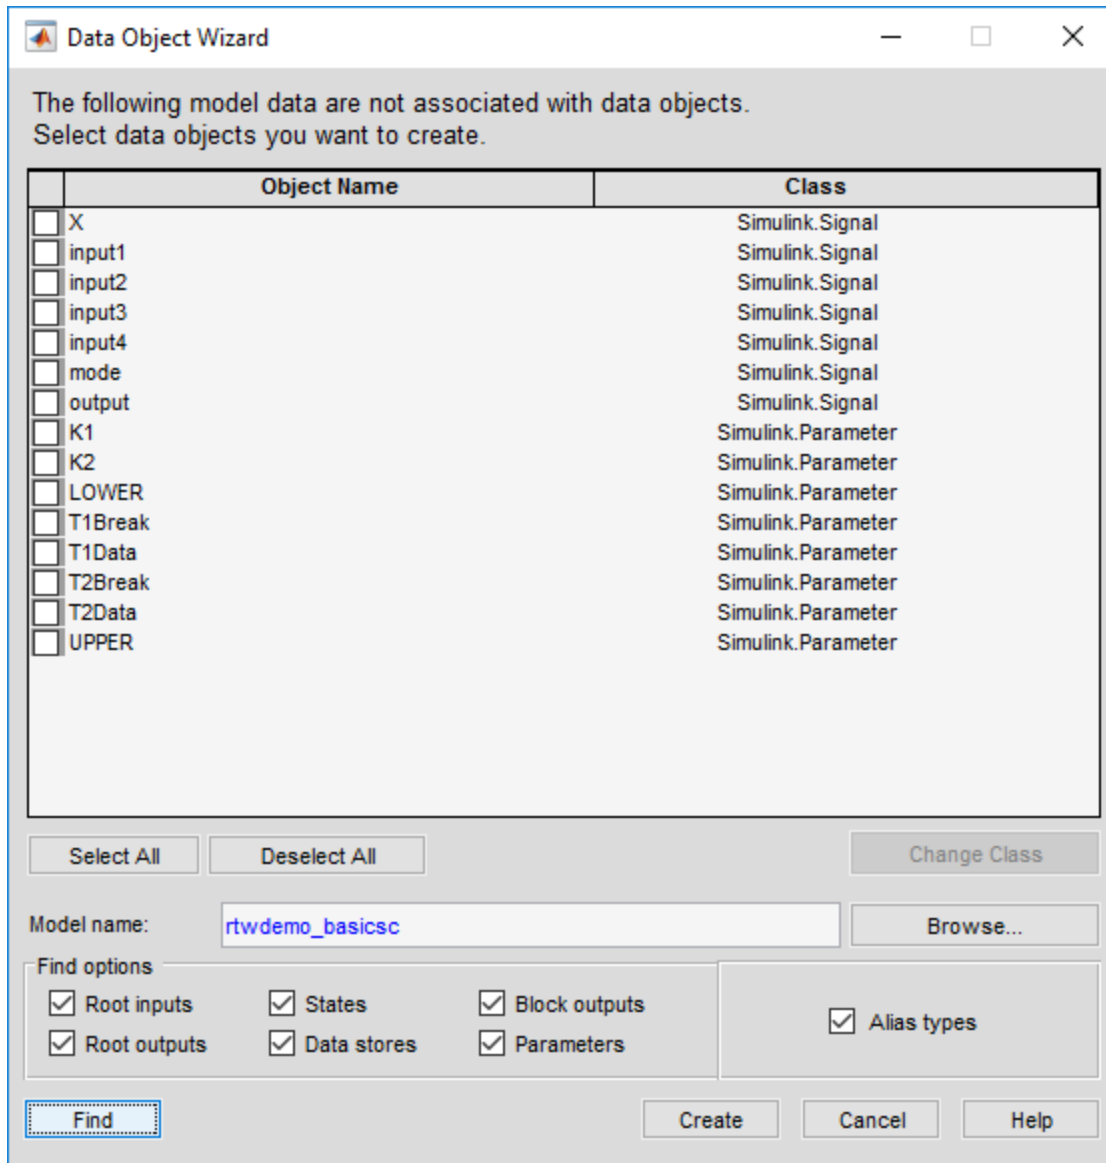 Data Object Wizard
The following model data are not associated with data objects.
Select data objects you want to create.
Object Name Class
X Simulink.Signal
input1 Simulink.Signal
input2 Simulink.Signal
input3 Simulink.Signal
input4 Simulink.Signal
mode Simulink.Signal
output Simulink.Signal
K1 Simulink.Parameter
K2 Simulink.Parameter
LOWER Simulink.Parameter
T1Break Simulink.Parameter
T1Data Simulink.Parameter
T2Break Simulink.Parameter
T2Data Simulink.Parameter
UPPER Simulink.Parameter
Select All Deselect All Change Class
Model name: rtwdemo_basicsc Browse...
Find options
Root inputs States Block outputs Alias types
Root outputs Data stores Parameters
Find Create Cancel Help